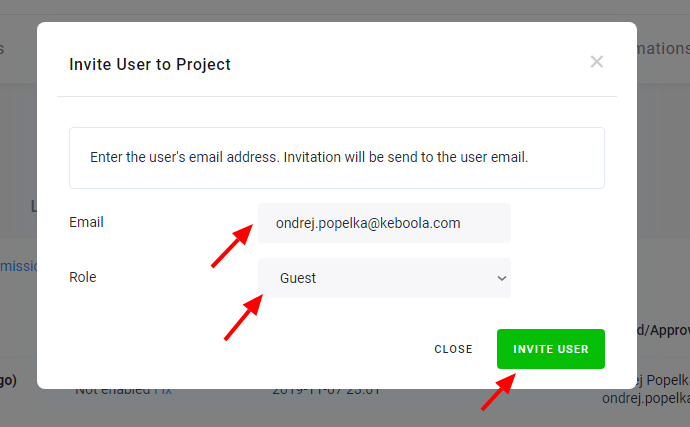 Invite User to Project
mations
Enter the user's email address. Invitation will be send to the user email.
Email
ondrej.popelka@keboola.com
Role
Guest
CLOSE
INVITE USER
missio
d/Approv
go)
Not enabled Fix
2019-11-07 23:01
ej Popelk
ondrej.popelka